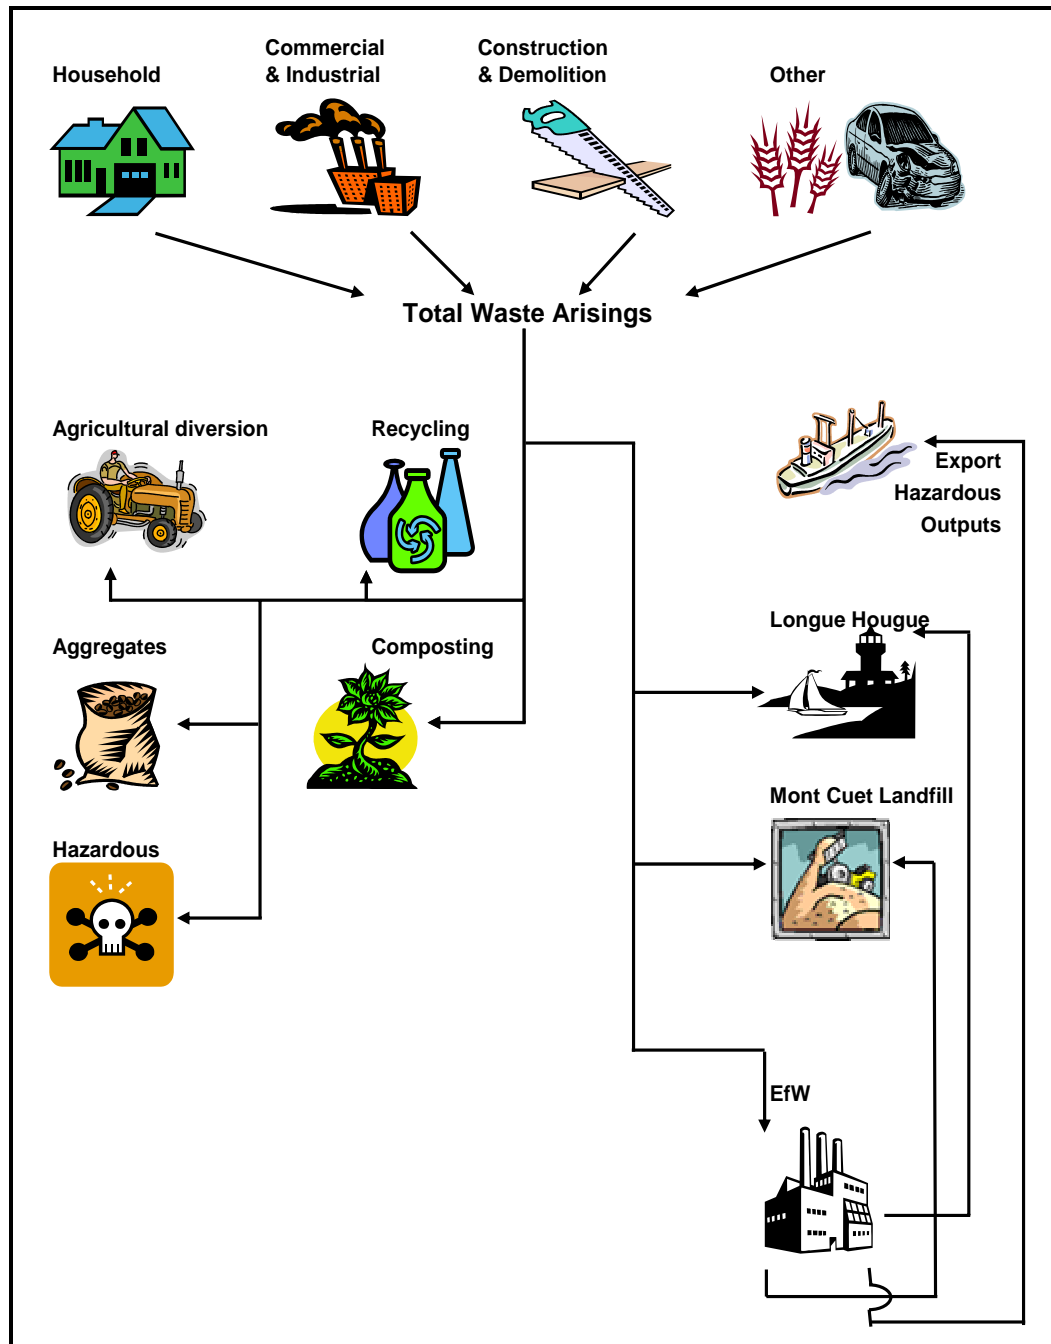 Household
Commercial
& Industrial
Construction
& Demolition
Other
Total Waste Arisings
Agricultural diversion
Recycling
Export
Hazardous
Outputs
Aggregates
Composting
Longue Hougue
Mont Cuet Landfill
Hazardous
EfW